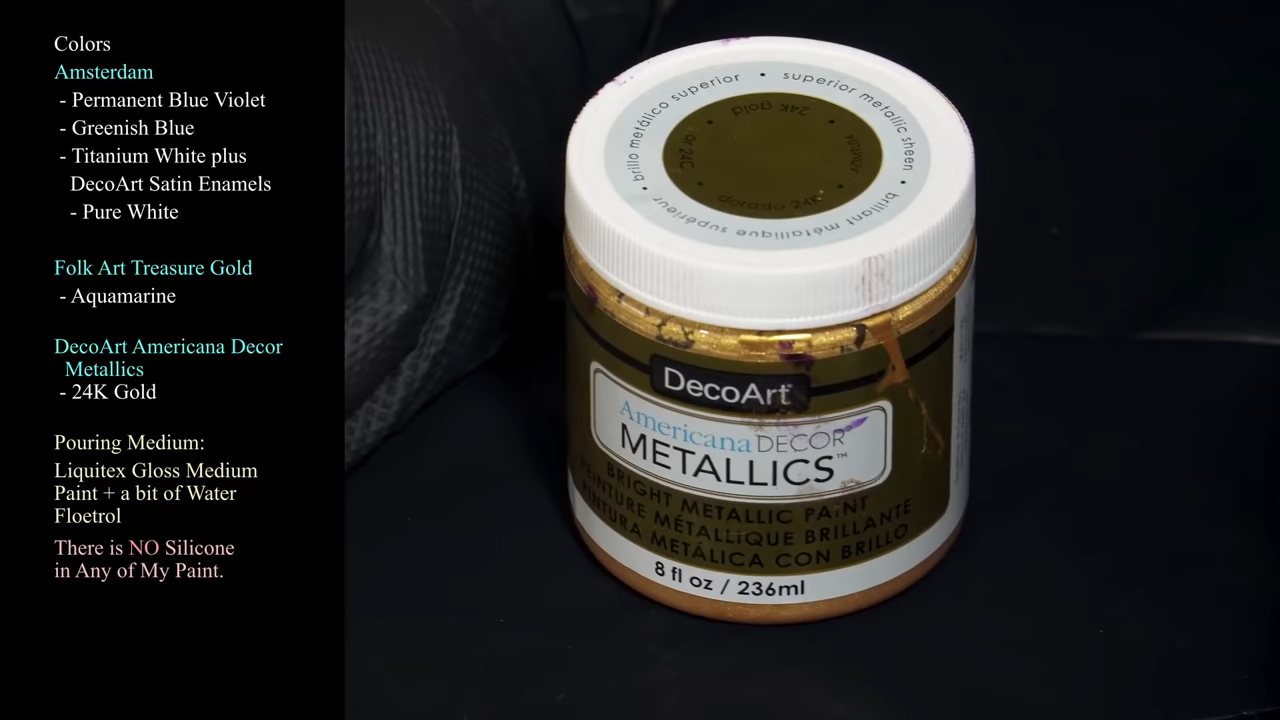 Colors
Amsterdam
- Permanent Blue Violet
- Greenish Blue
- Titanium White plus
DecoArt Satin Enamels
- Pure White
Folk Art Treasure Gold
- Aquamarine
DecoArt Americana Decor
Metallics
- 24K Gold
Pouring Medium:
Liquitex Gloss Medium
Paint + a bit of Water
Floetrol
There is NO Silicone
in Any of My Paint.
brillo metálico superior • superior metallic sheen • brillant métallique supérieur •
24K gold
or 24C
dorado 24K
DecoArt
Americana DECOR®
METALLICS™
BRIGHT METALLIC PAINT
PEINTURE MÉTALLIQUE BRILLANTE
PINTURA METÁLICA CON BRILLO
8 fl oz / 236ml